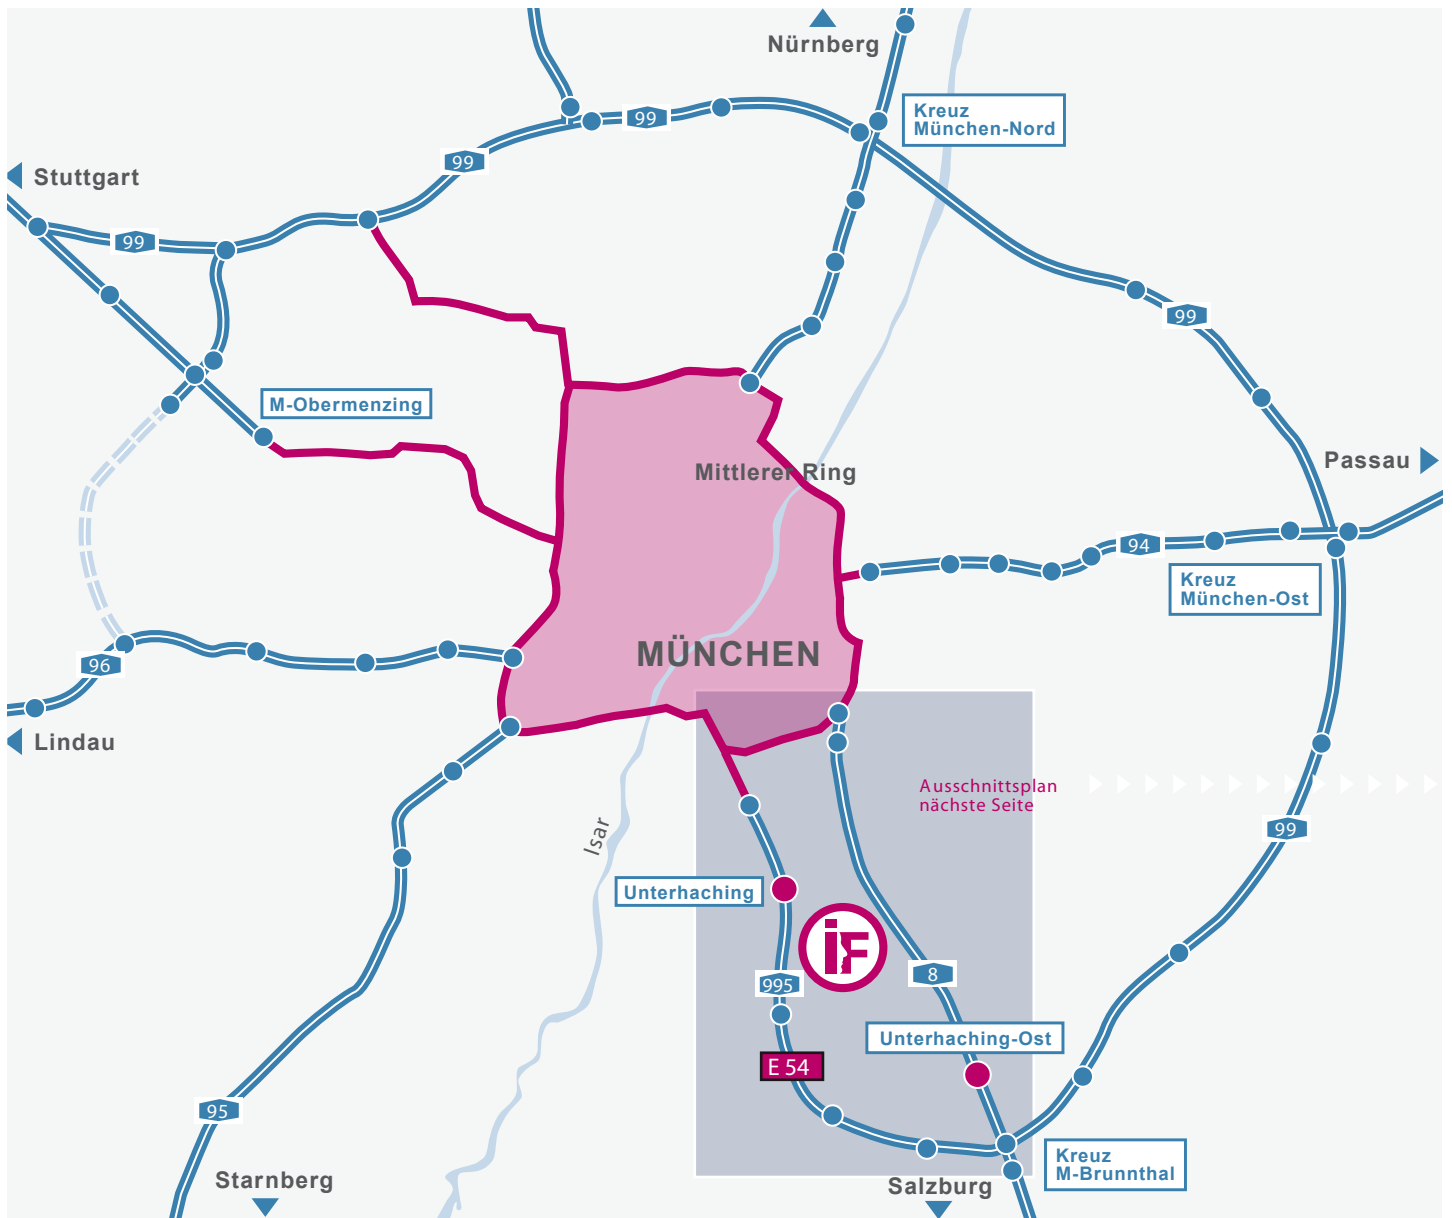 Nürnberg
Kreuz
München-Nord
99
99
Stuttgart
99
99
M-Obermenzing
Mittlerer Ring
Passau
94
Kreuz
München-Ost
MÜNCHEN
96
Lindau
Ausschnittsplan
nächste Seite
Isar
99
Unterhaching
iF
995
8
Unterhaching-Ost
E 54
95
Kreuz
M-Brunnthal
Starnberg
Salzburg